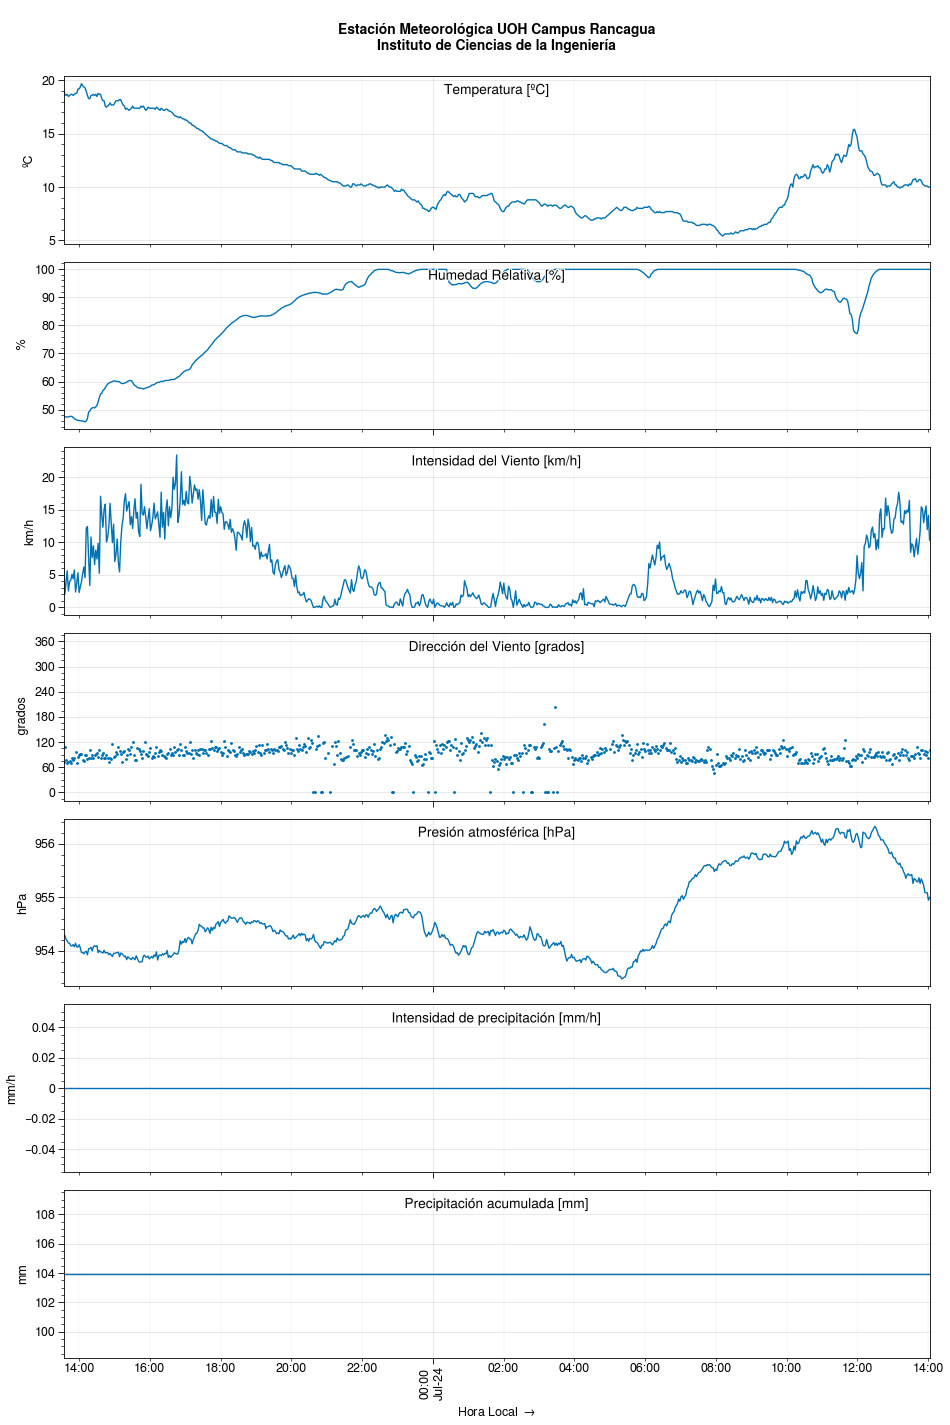 Estación Meteorológica UOH Campus Rancagua
Instituto de Ciencias de la Ingeniería
Temperatura [ºC]
ºC
20
15
10
5
Humedad Relativa [%]
%
100
90
80
70
60
50
Intensidad del Viento [km/h]
km/h
20
15
10
5
0
Dirección del Viento [grados]
grados
360
300
240
180
120
60
0
Presión atmosférica [hPa]
hPa
956
955
954
Intensidad de precipitación [mm/h]
mm/h
0.04
0.02
0
−0.02
−0.04
Precipitación acumulada [mm]
mm
108
106
104
102
100
14:00 16:00 18:00 20:00 22:00 00:00 02:00 04:00 06:00 08:00 10:00 12:00 14:00
Jul-24
Hora Local →